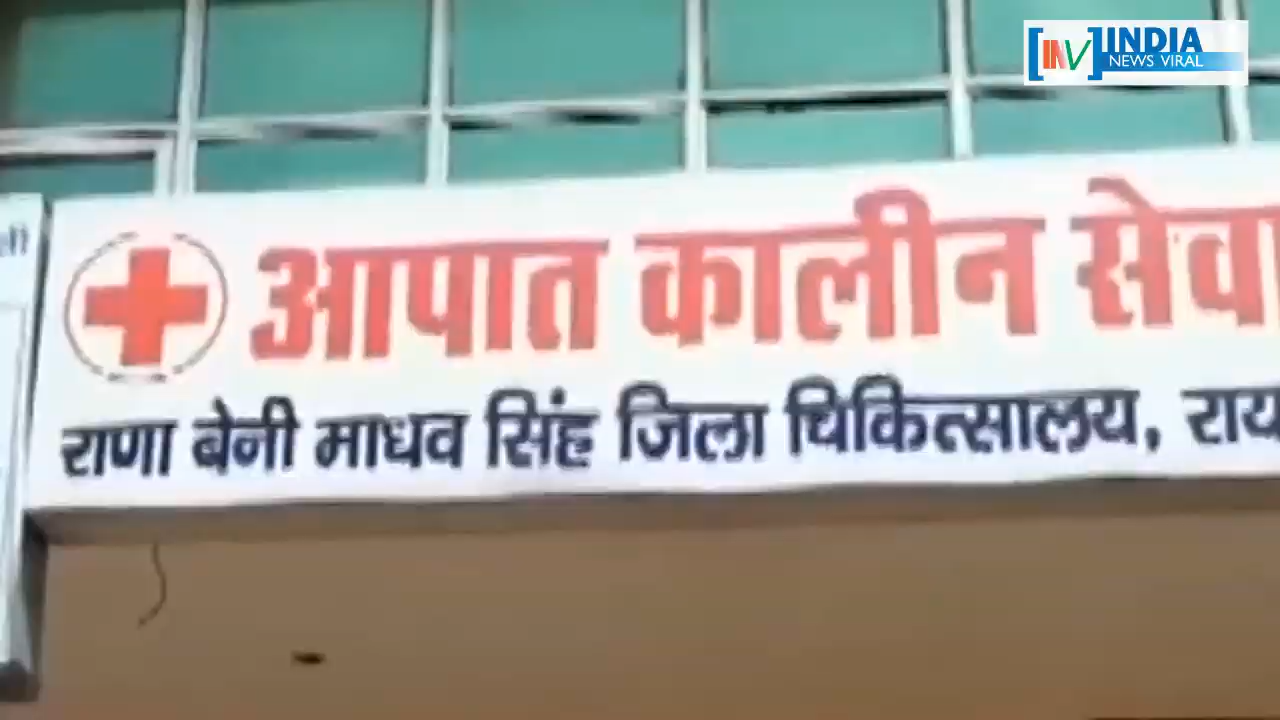 INDIA
NEWS VIRAL
आपात कालीन सेवा
राणा बेनी माधव सिंह जिला चिकित्सालय, राय